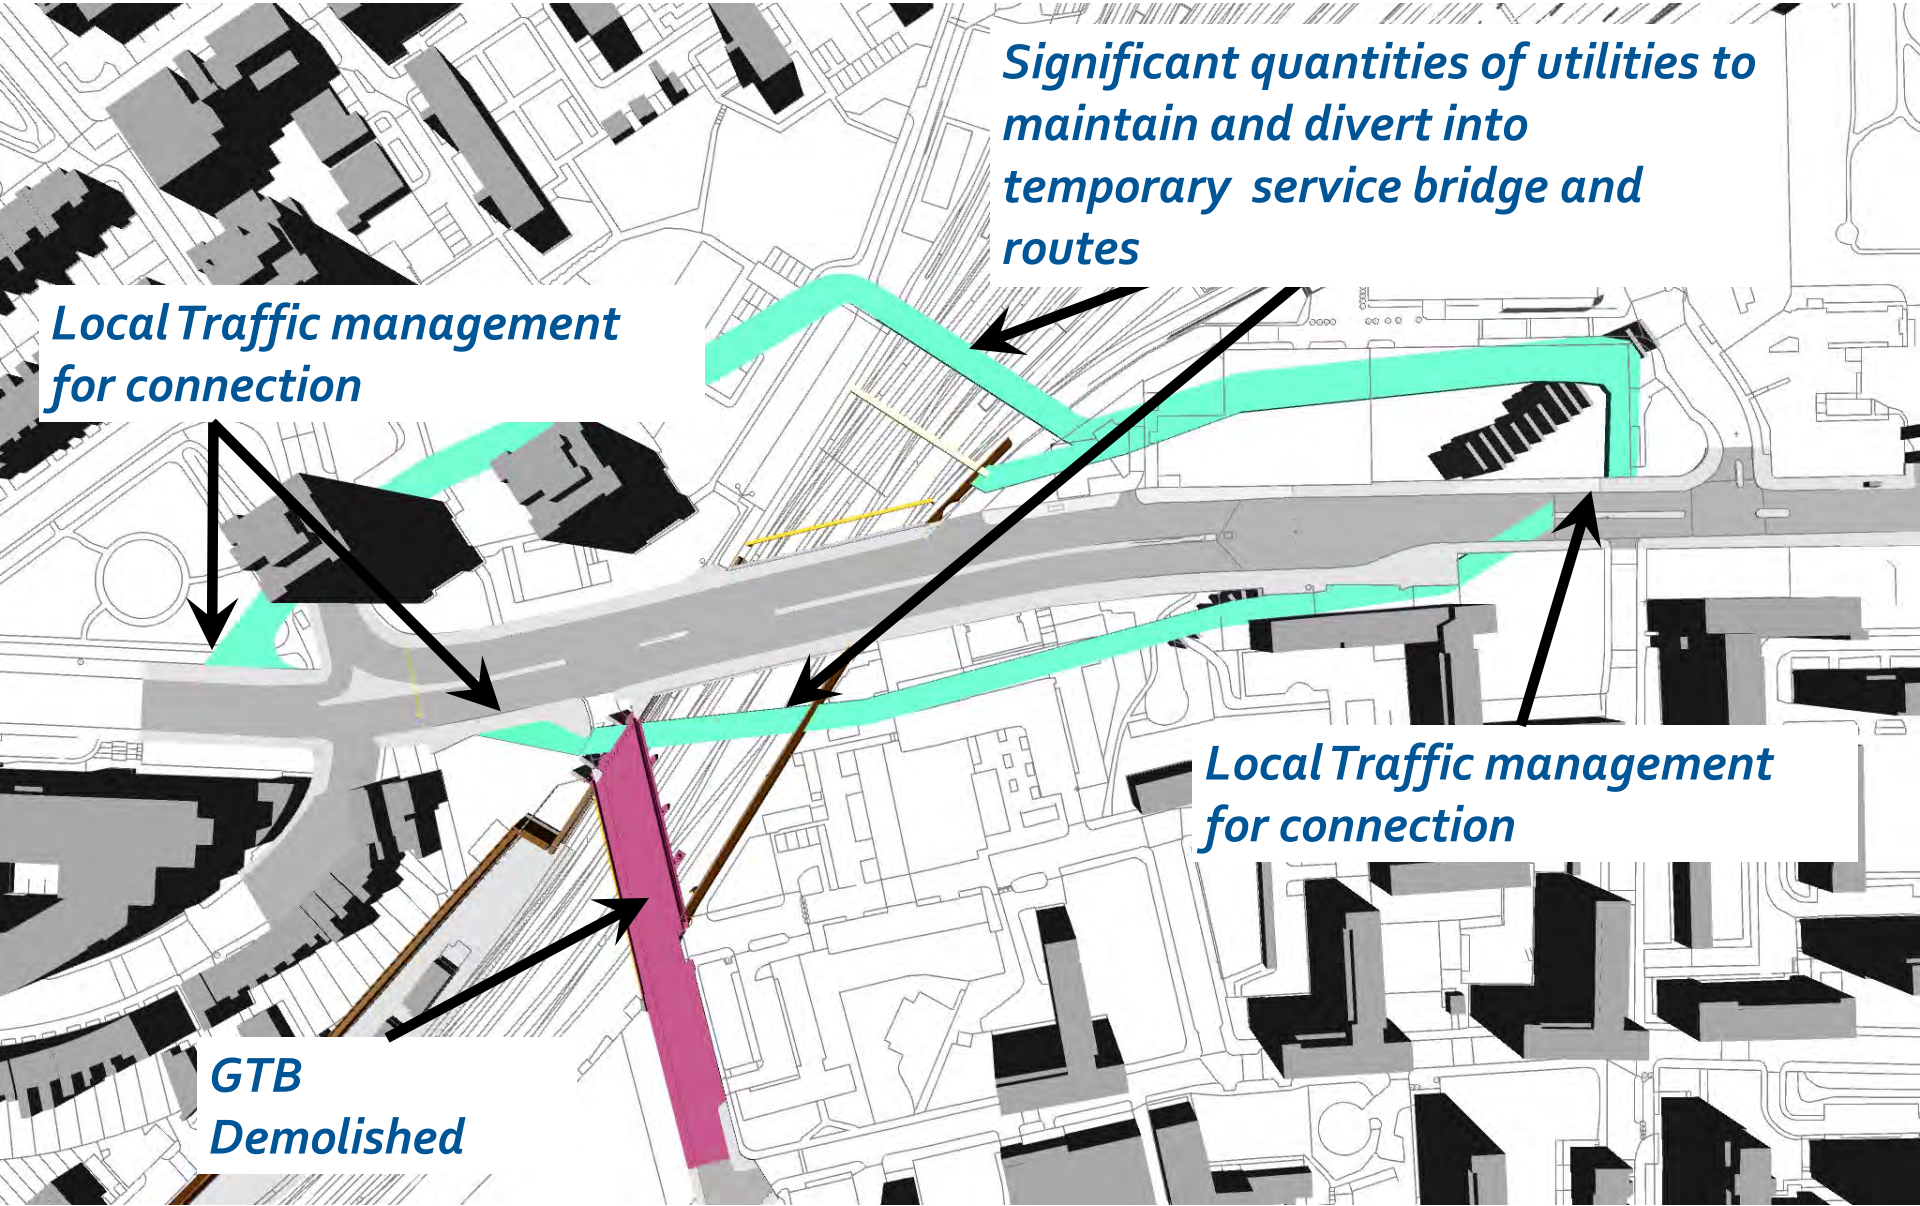 Significant quantities of utilities to
maintain and divert into
temporary service bridge and
routes
Local Traffic management
for connection
Local Traffic management
for connection
GTB
Demolished